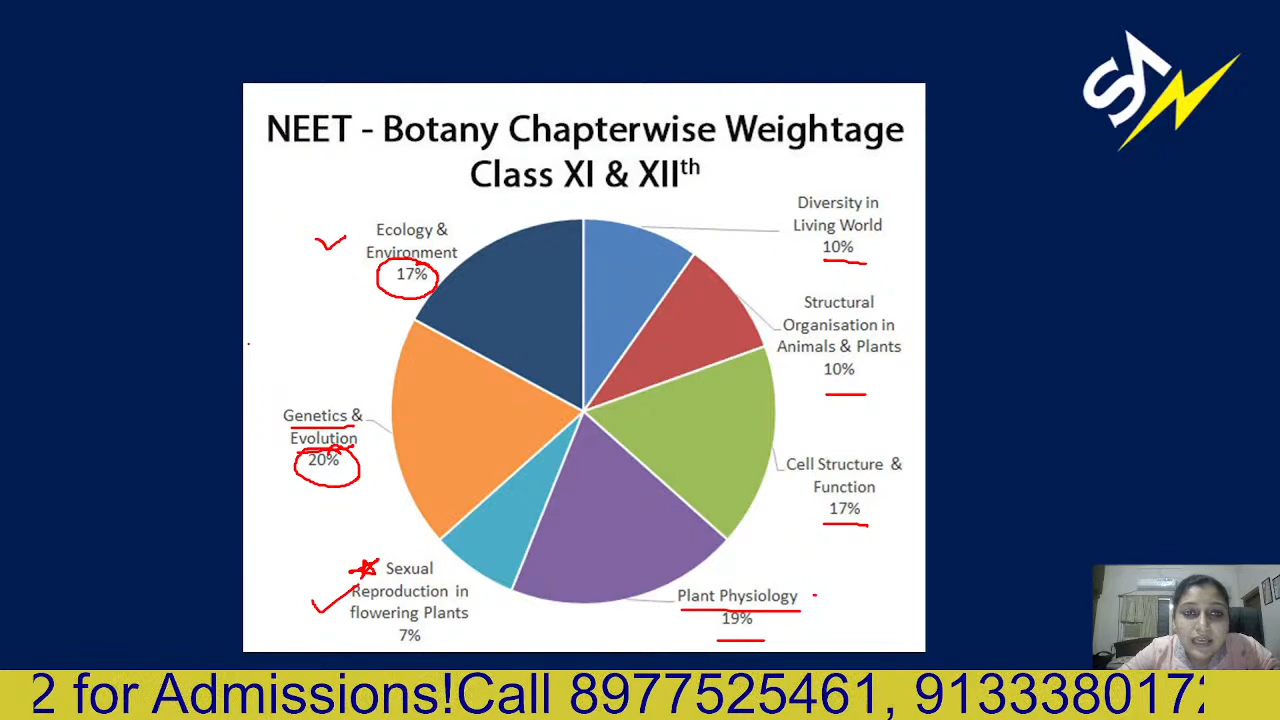 SAN
NEET - Botany Chapterwise Weightage
Class XI & XIIth
Diversity in
Living World
10%
Ecology &
Environment
17%
Structural
Organisation in
Animals & Plants
10%
Genetics &
Evolution
20%
Cell Structure &
Function
17%
Sexual
Reproduction in
flowering Plants
7%
Plant Physiology
19%
2 for Admissions!Call 8977525461, 9133380172